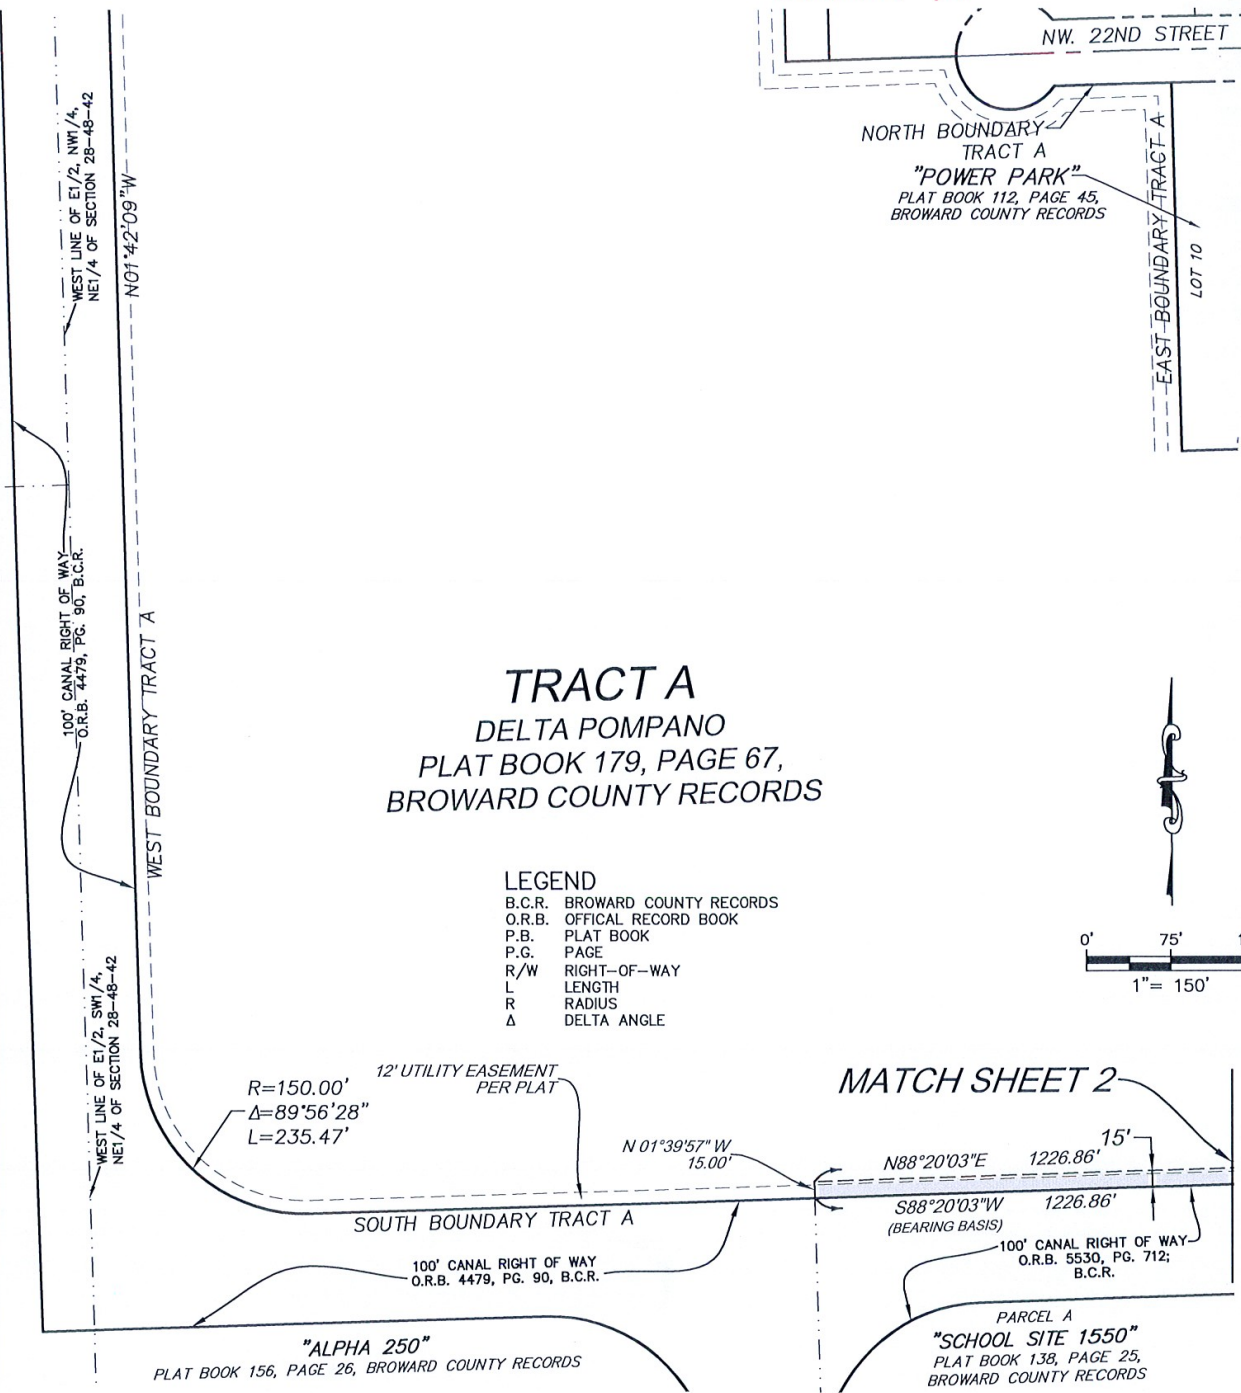 NW. 22ND STREET
NORTH BOUNDARY
TRACT A
"POWER PARK"
PLAT BOOK 112, PAGE 45,
BROWARD COUNTY RECORDS
EAST BOUNDARY TRACT A
LOT 10
WEST LINE OF E1/2, NW1/4,
NE1/4 OF SECTION 28-48-42
N01°42'09"W
100' CANAL RIGHT OF WAY
O.R.B. 4479, PG. 90, B.C.R.
WEST BOUNDARY TRACT A
TRACT A
DELTA POMPANO
PLAT BOOK 179, PAGE 67,
BROWARD COUNTY RECORDS
LEGEND
B.C.R. BROWARD COUNTY RECORDS
O.R.B. OFFICAL RECORD BOOK
P.B. PLAT BOOK
P.G. PAGE
R/W RIGHT-OF-WAY
L LENGTH
R RADIUS
Δ DELTA ANGLE
0' 75' 1
1"= 150'
WEST LINE OF E1/2, SW1/4,
NE1/4 OF SECTION 28-48-42
R=150.00'
Δ=89°56'28"
L=235.47'
12' UTILITY EASEMENT
PER PLAT
MATCH SHEET 2
N 01°39'57" W
15.00'
15'
N88°20'03"E 1226.86'
S88°20'03"W 1226.86'
(BEARING BASIS)
SOUTH BOUNDARY TRACT A
100' CANAL RIGHT OF WAY
O.R.B. 4479, PG. 90, B.C.R.
100' CANAL RIGHT OF WAY
O.R.B. 5530, PG. 712;
B.C.R.
"ALPHA 250"
PLAT BOOK 156, PAGE 26, BROWARD COUNTY RECORDS
PARCEL A
"SCHOOL SITE 1550"
PLAT BOOK 138, PAGE 25,
BROWARD COUNTY RECORDS